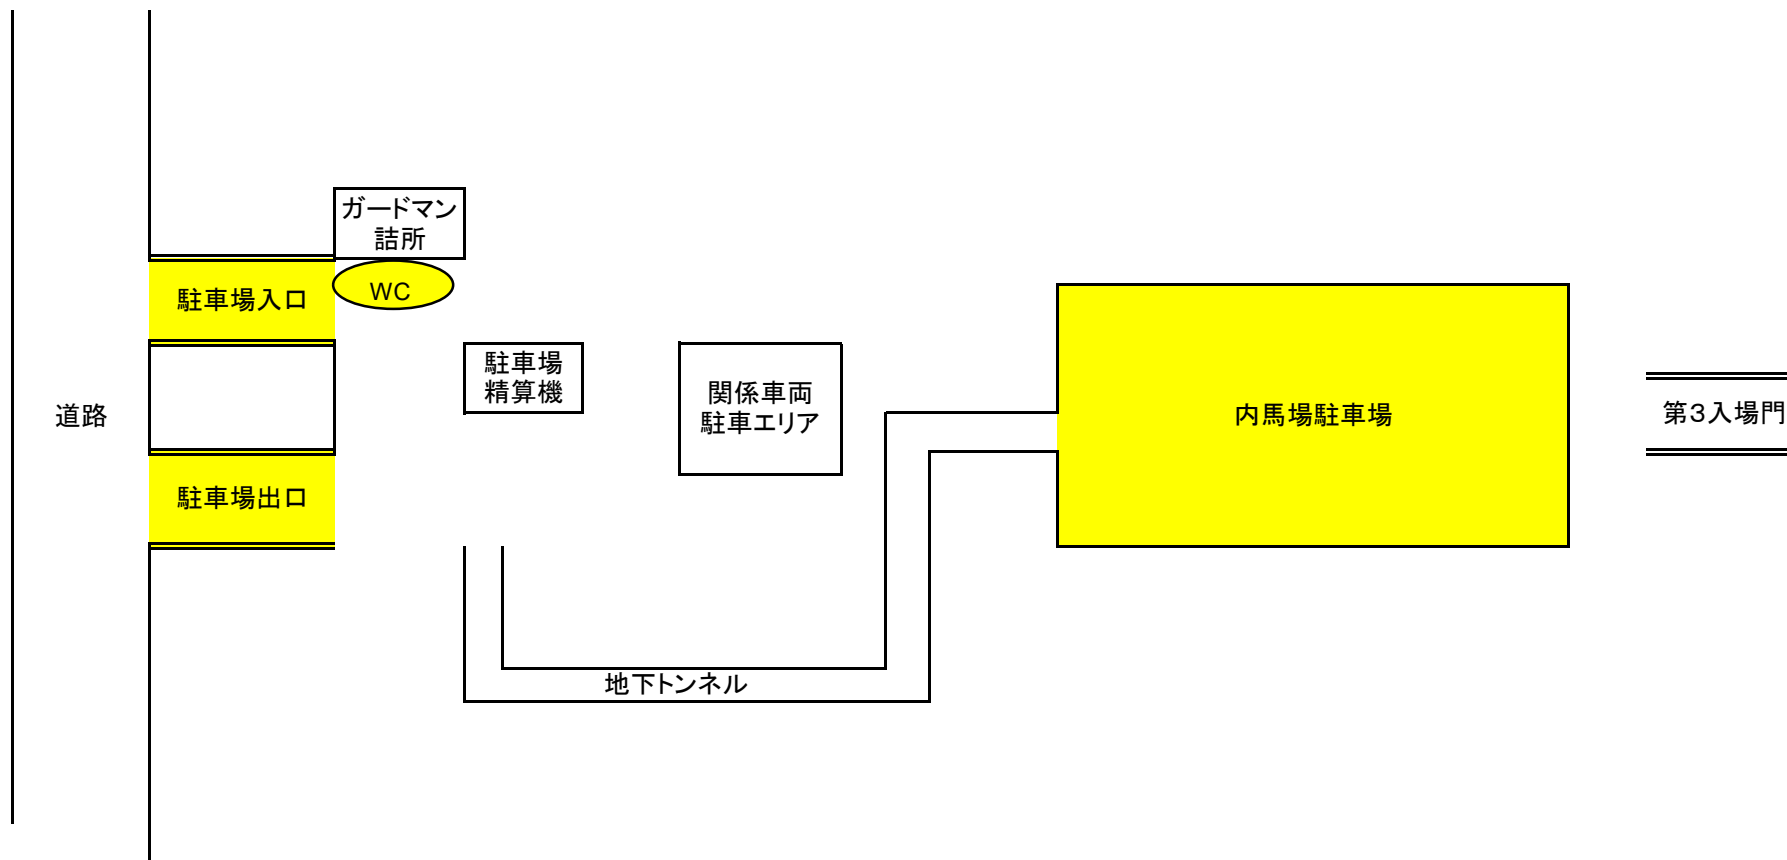 ガードマン
詰所
WC
駐車場入口
駐車場
精算機
関係車両
駐車エリア
道路
内馬場駐車場
第3入場門
駐車場出口
地下トンネル